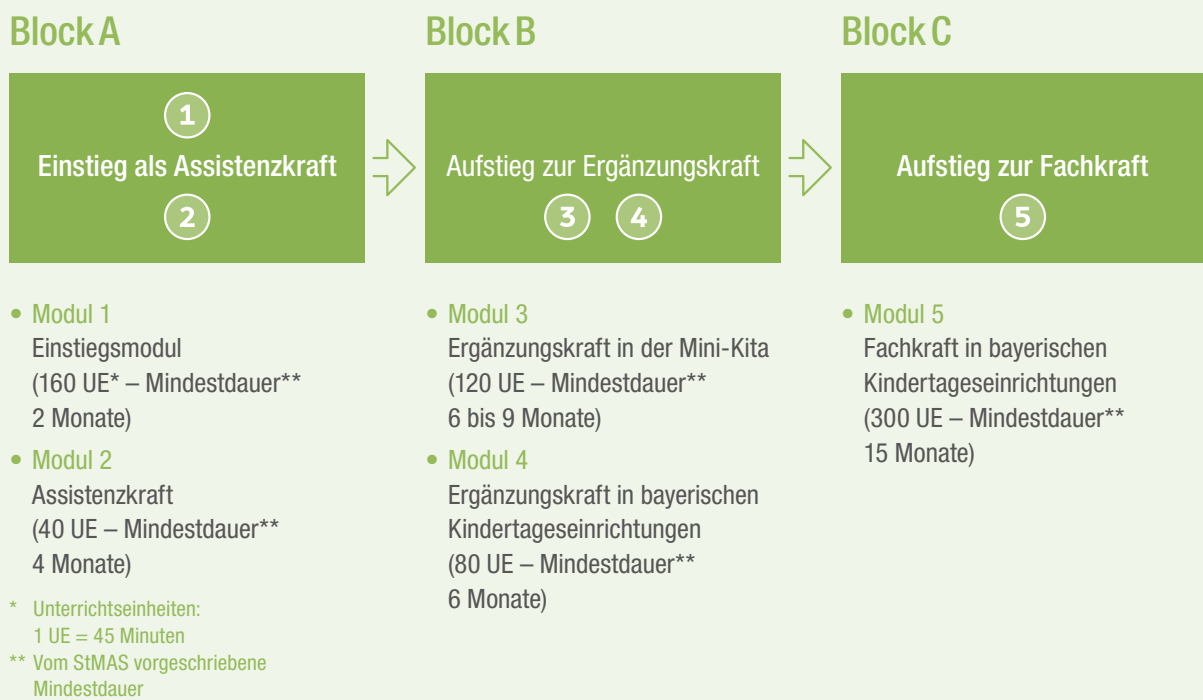 Block A
1
Einstieg als Assistenzkraft
2
• Modul 1
Einstiegsmodul
(160 UE* – Mindestdauer**
2 Monate)
• Modul 2
Assistenzkraft
(40 UE – Mindestdauer**
4 Monate)
* Unterrichtseinheiten:
1 UE = 45 Minuten
** Vom StMAS vorgeschriebene
Mindestdauer
Block B
Aufstieg zur Ergänzungskraft
3 4
• Modul 3
Ergänzungskraft in der Mini-Kita
(120 UE – Mindestdauer**
6 bis 9 Monate)
• Modul 4
Ergänzungskraft in bayerischen
Kindertageseinrichtungen
(80 UE – Mindestdauer**
6 Monate)
Block C
Aufstieg zur Fachkraft
5
• Modul 5
Fachkraft in bayerischen
Kindertageseinrichtungen
(300 UE – Mindestdauer**
15 Monate)